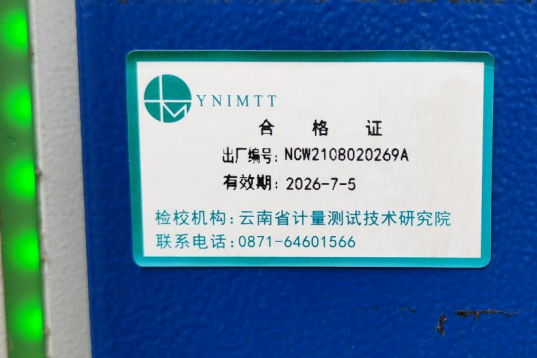 YNIMTT
合格证
出厂编号:NCW2108020269A
有效期:2026-7-5
检校机构:云南省计量测试技术研究院
联系电话:0871-64601566